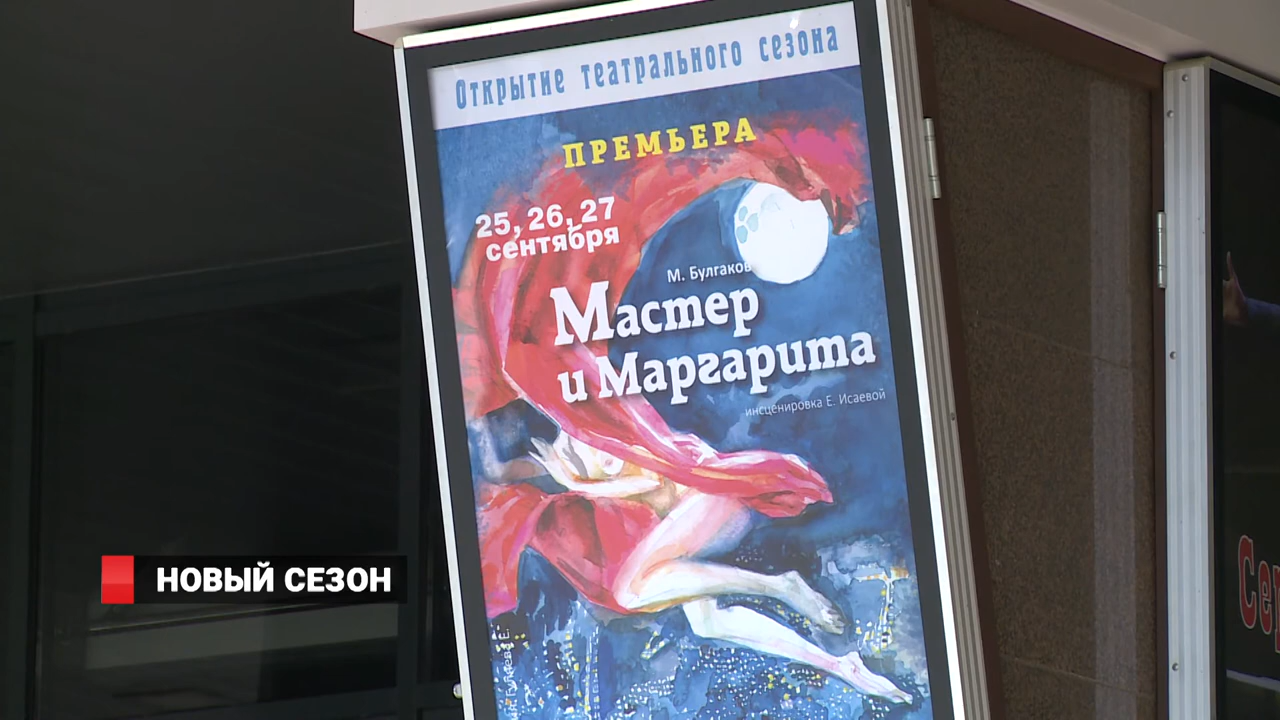 Открытие театрального сезона
ПРЕМЬЕРА
25, 26, 27
сентября
М. Булгаков
Мастер
и Маргарита
инсценировка Е. Исаевой
НОВЫЙ СЕЗОН